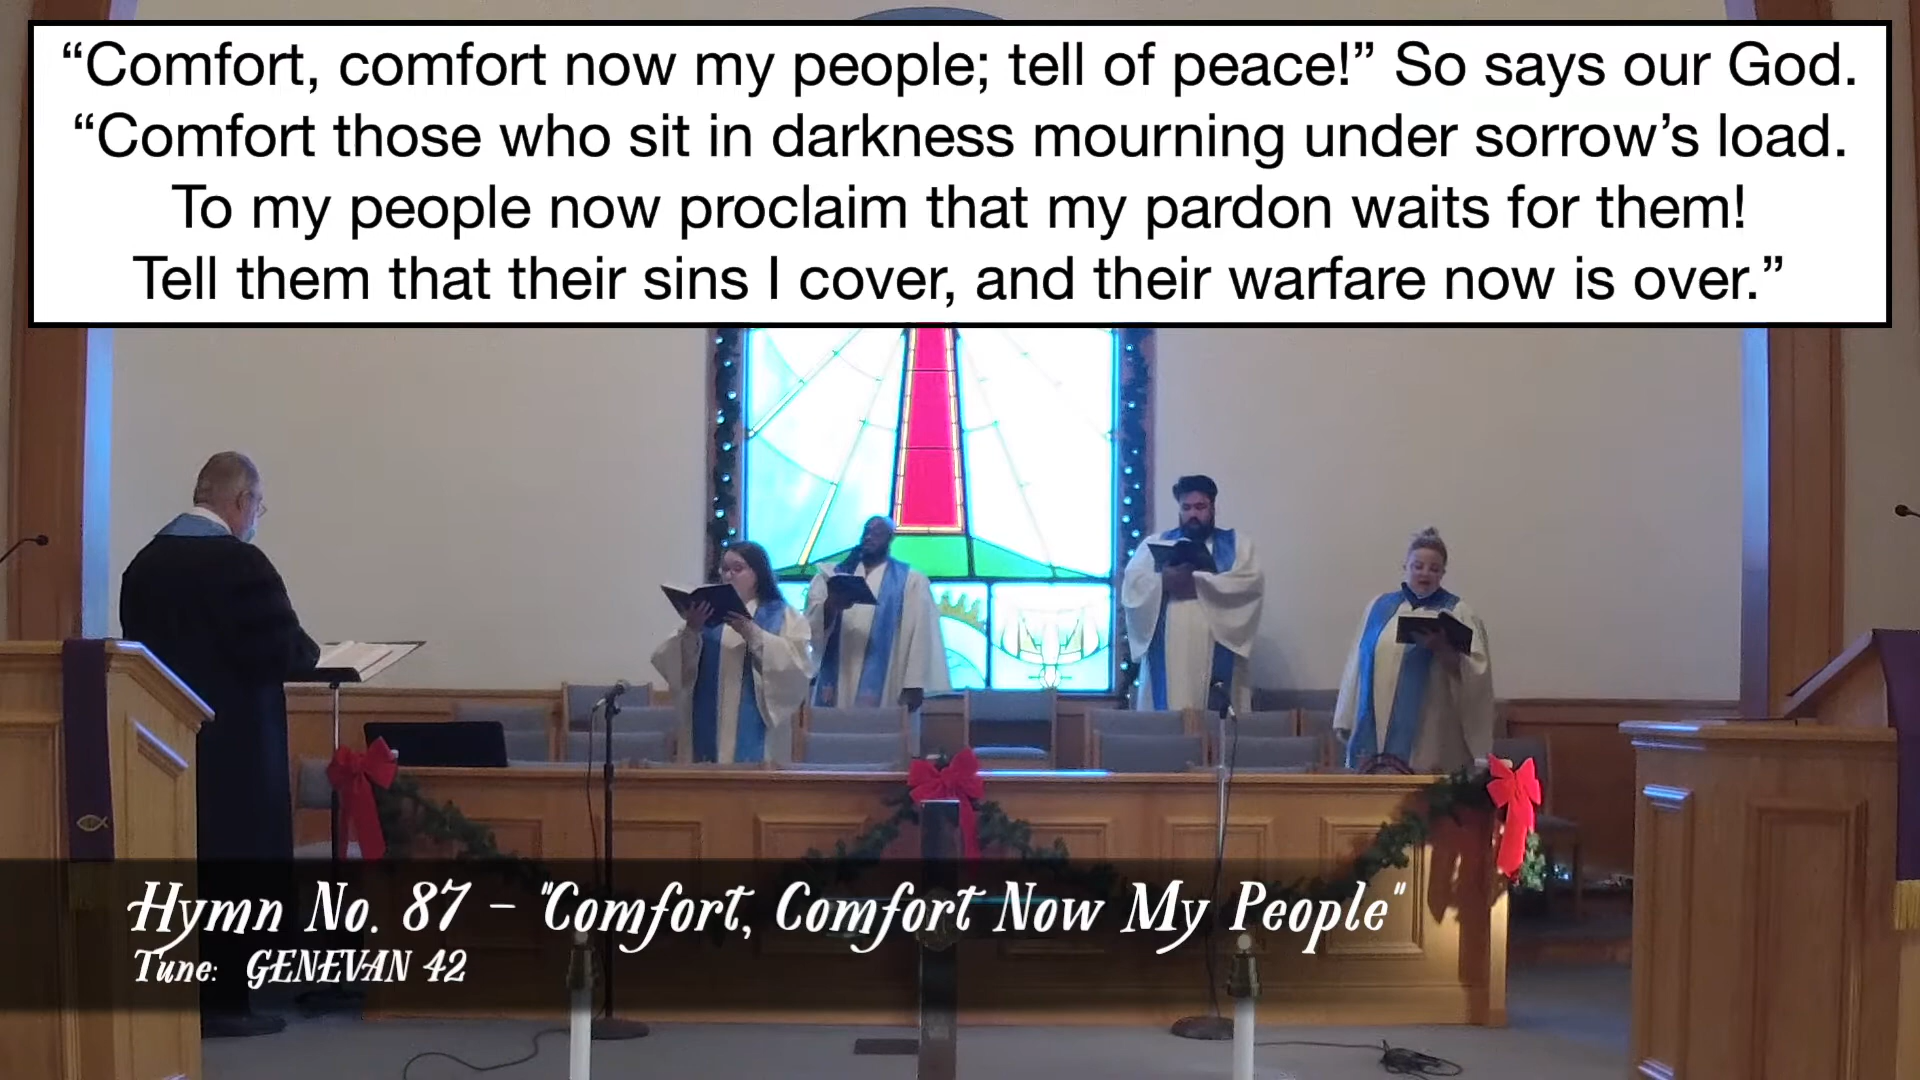 “Comfort, comfort now my people; tell of peace!” So says our God.
“Comfort those who sit in darkness mourning under sorrow’s load.
To my people now proclaim that my pardon waits for them!
Tell them that their sins I cover, and their warfare now is over.”
Hymn No. 87 – "Comfort, Comfort Now My People"
Tune: GENEVAN 42